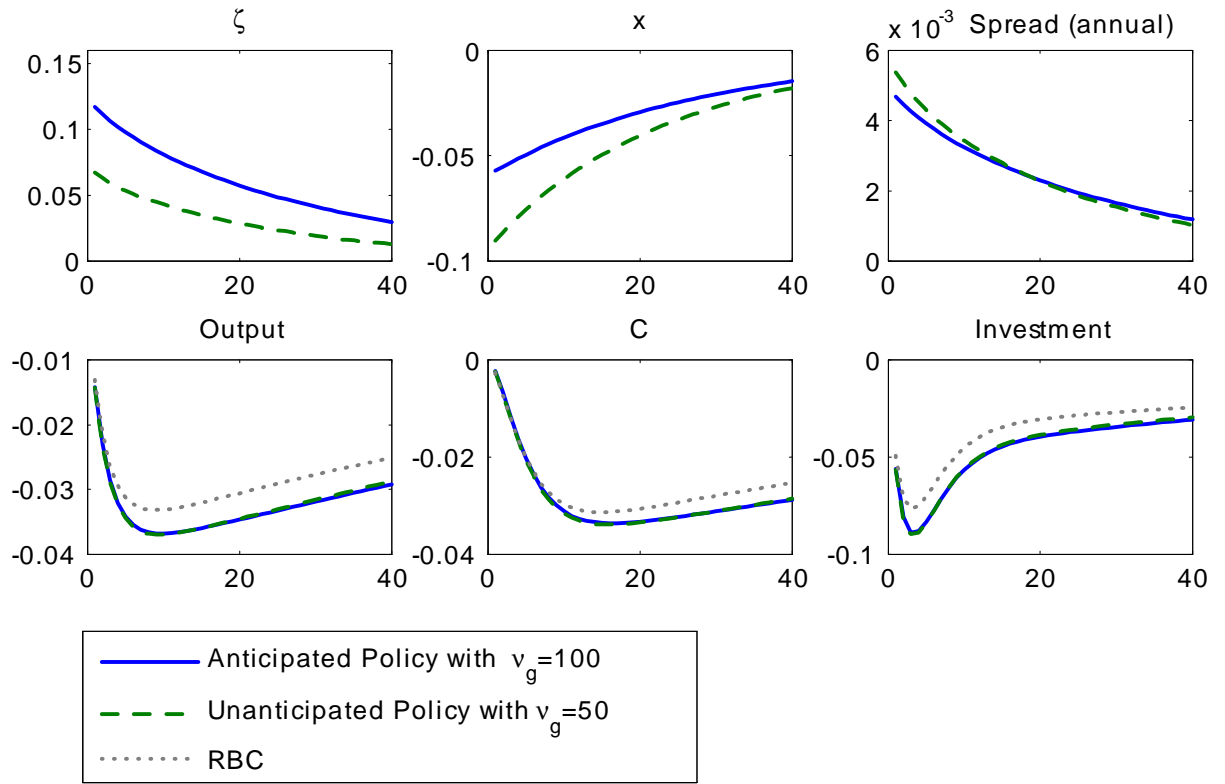 ζ
x
x 10^-3 Spread (annual)
0.15
0.1
0.05
0
0 20 40
0
-0.05
-0.1
0 20 40
6
4
2
0
0 20 40
Output
C
Investment
-0.01
-0.02
-0.03
-0.04
0 20 40
0
-0.02
-0.04
0 20 40
0
-0.05
-0.1
0 20 40
Anticipated Policy with ν_g=100
Unanticipated Policy with ν_g=50
RBC